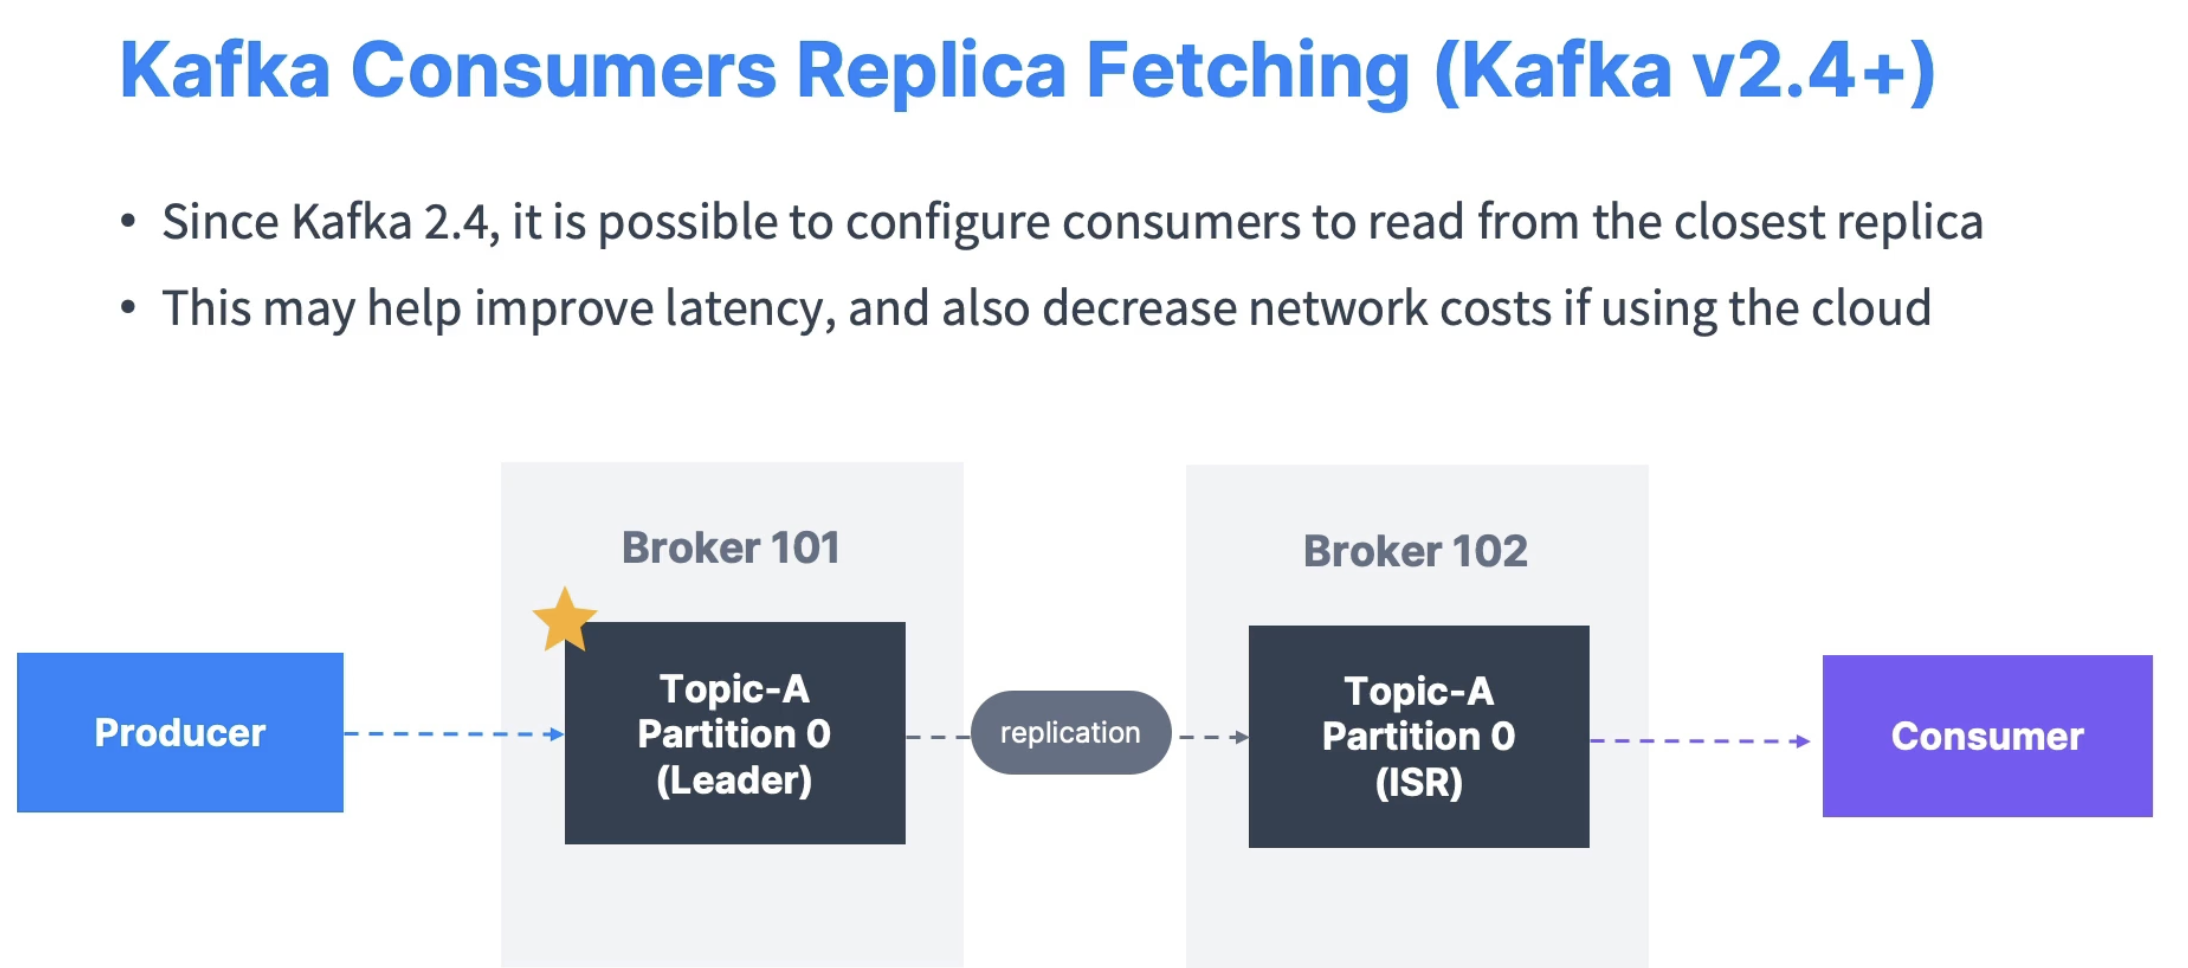 Kafka Consumers Replica Fetching (Kafka v2.4+)
• Since Kafka 2.4, it is possible to configure consumers to read from the closest replica
• This may help improve latency, and also decrease network costs if using the cloud
Broker 101
Broker 102
Producer
Topic-A
Partition 0
(Leader)
replication
Topic-A
Partition 0
(ISR)
Consumer